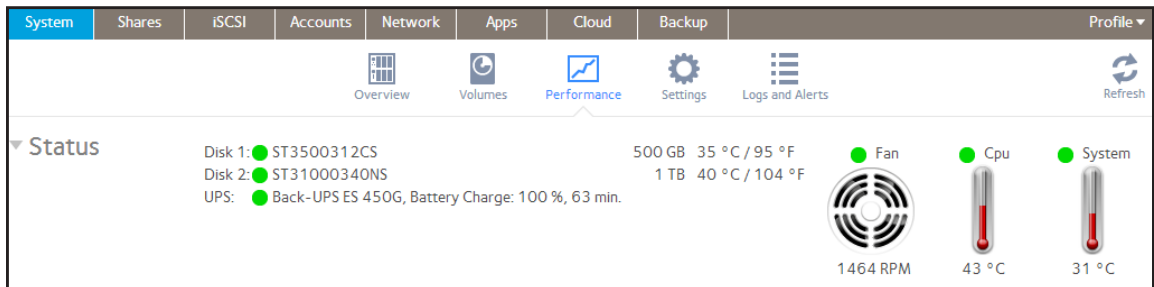 System Shares iSCSI Accounts Network Apps Cloud Backup Profile
Overview Volumes Performance Settings Logs and Alerts Refresh
Status
Disk 1: ST3500312CS 500 GB 35 °C / 95 °F
Disk 2: ST31000340NS 1 TB 40 °C / 104 °F
UPS: Back-UPS ES 450G, Battery Charge: 100 %, 63 min.
Fan Cpu System
1464 RPM 43 °C 31 °C